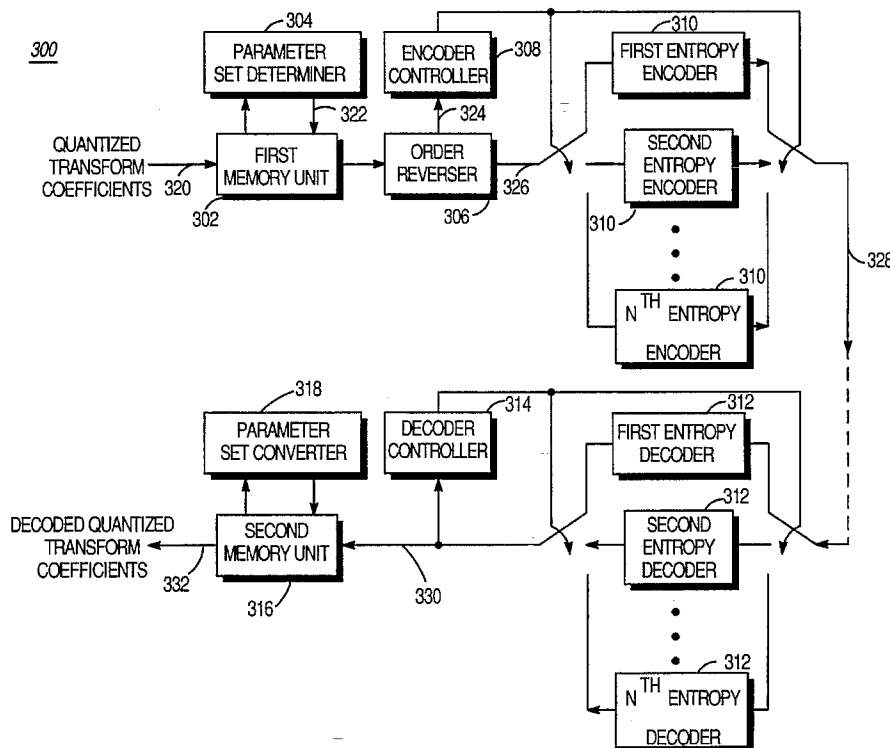 300
304
PARAMETER
SET DETERMINER
308
ENCODER
CONTROLLER
310
FIRST ENTROPY
ENCODER
322
324
QUANTIZED
TRANSFORM
COEFFICIENTS
320
FIRST
MEMORY UNIT
302
ORDER
REVERSER
306
326
SECOND
ENTROPY
ENCODER
310
328
310
N TH ENTROPY
ENCODER
318
PARAMETER
SET CONVERTER
314
DECODER
CONTROLLER
312
FIRST ENTROPY
DECODER
DECODED QUANTIZED
TRANSFORM
COEFFICIENTS
332
SECOND
MEMORY UNIT
316
330
312
SECOND
ENTROPY
DECODER
312
N TH ENTROPY
DECODER